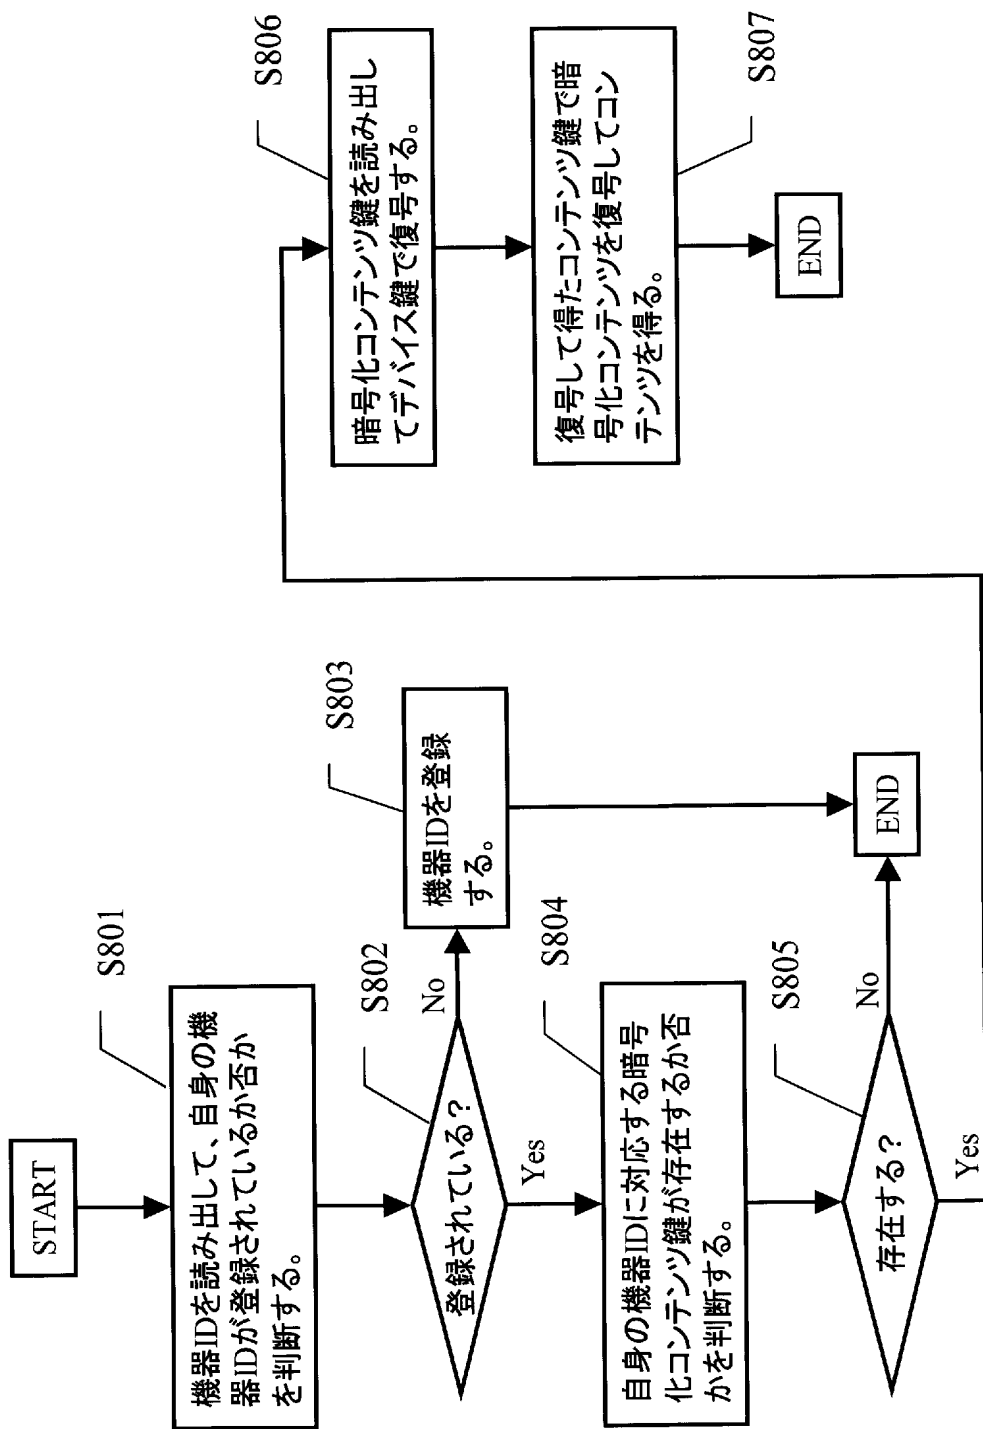 START
S801
機器IDを読み出して、自身の機
器IDが登録されているか否か
を判断する。
S802
登録されている?
No
Yes
S803
機器IDを登録
する。
S804
自身の機器IDに対応する暗号
化コンテンツ鍵が存在するか否
かを判断する。
S805
存在する?
No
Yes
END
S806
暗号化コンテンツ鍵を読み出し
てデバイス鍵で復号する。
S807
復号して得たコンテンツ鍵で暗
号化コンテンツを復号してコン
テンツを得る。
END